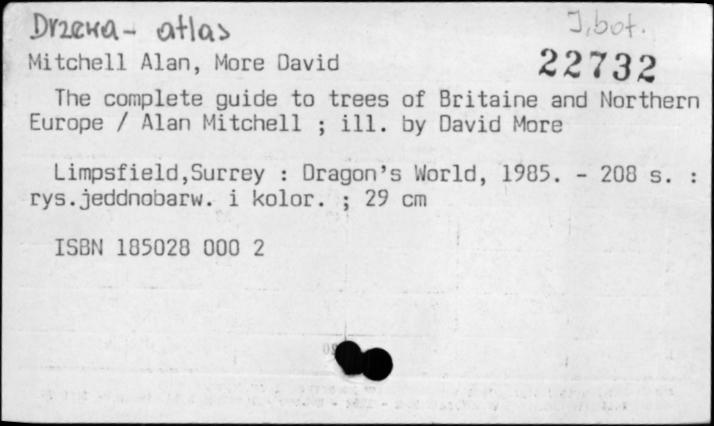 Drzewa - atlas
J,bot.
Mitchell Alan, More David
22732
The complete guide to trees of Britaine and Northern
Europe / Alan Mitchell ; ill. by David More
Limpsfield,Surrey : Dragon's World, 1985. - 208 s. :
rys.jeddnobarw. i kolor. ; 29 cm
ISBN 185028 000 2